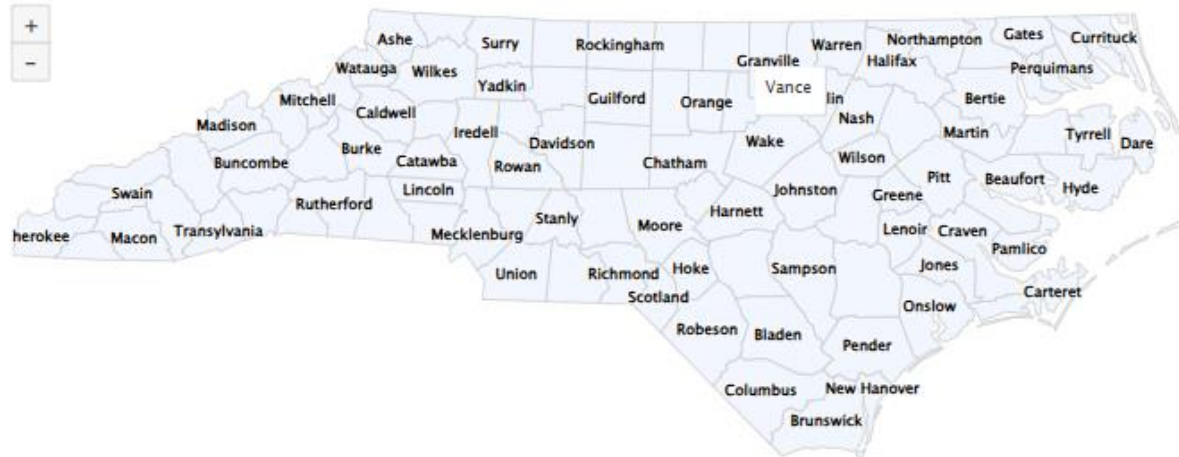 +
−
Ashe
Surry
Rockingham
Granville
Warren
Northampton
Gates
Currituck
Watauga
Wilkes
Yadkin
Halifax
Perquimans
Mitchell
Caldwell
Guilford
Orange
Vance
lin
Nash
Bertie
Madison
Iredell
Davidson
Wake
Martin
Tyrrell
Dare
Buncombe
Burke
Catawba
Rowan
Chatham
Wilson
Swain
Lincoln
Johnston
Greene
Pitt
Beaufort
Hyde
Rutherford
Stanly
Moore
Harnett
herokee
Macon
Transylvania
Mecklenburg
Lenoir
Craven
Pamlico
Union
Richmond
Hoke
Sampson
Jones
Scotland
Onslow
Carteret
Robeson
Bladen
Pender
Columbus
New Hanover
Brunswick